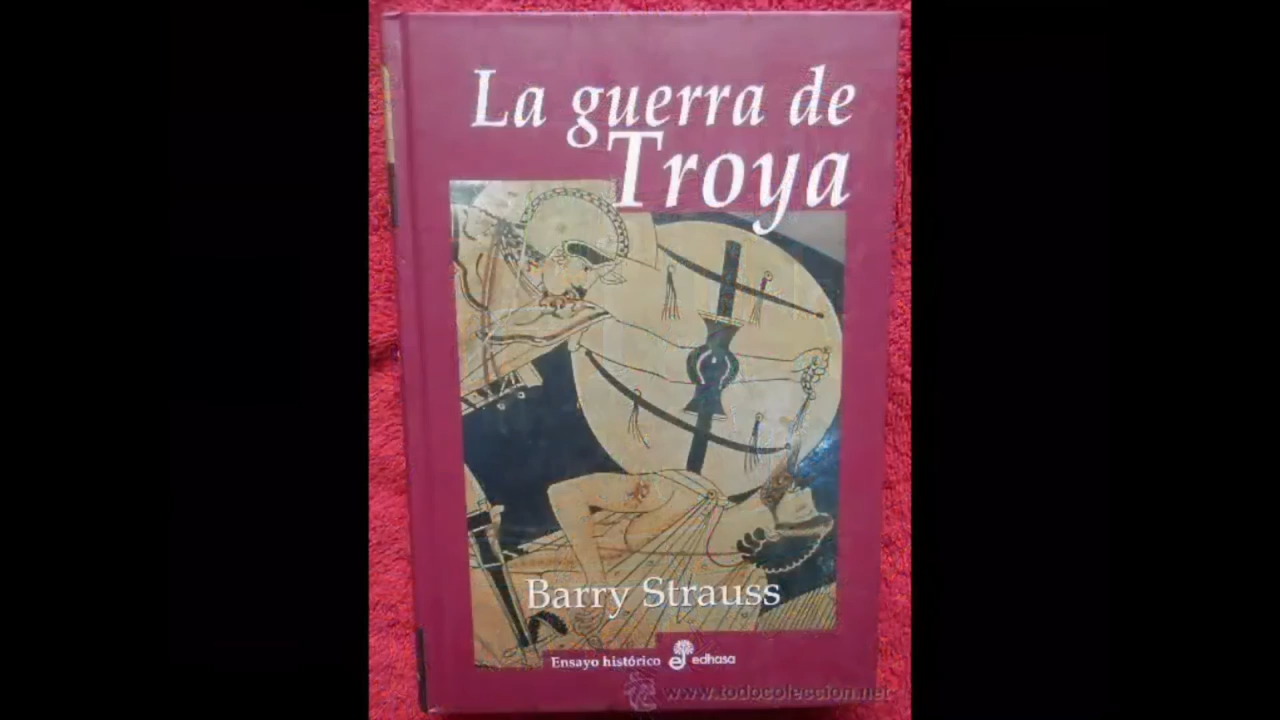 La guerra de
Troya
Barry Strauss
Ensayo histórico edhasa
www.todocoleccion.net